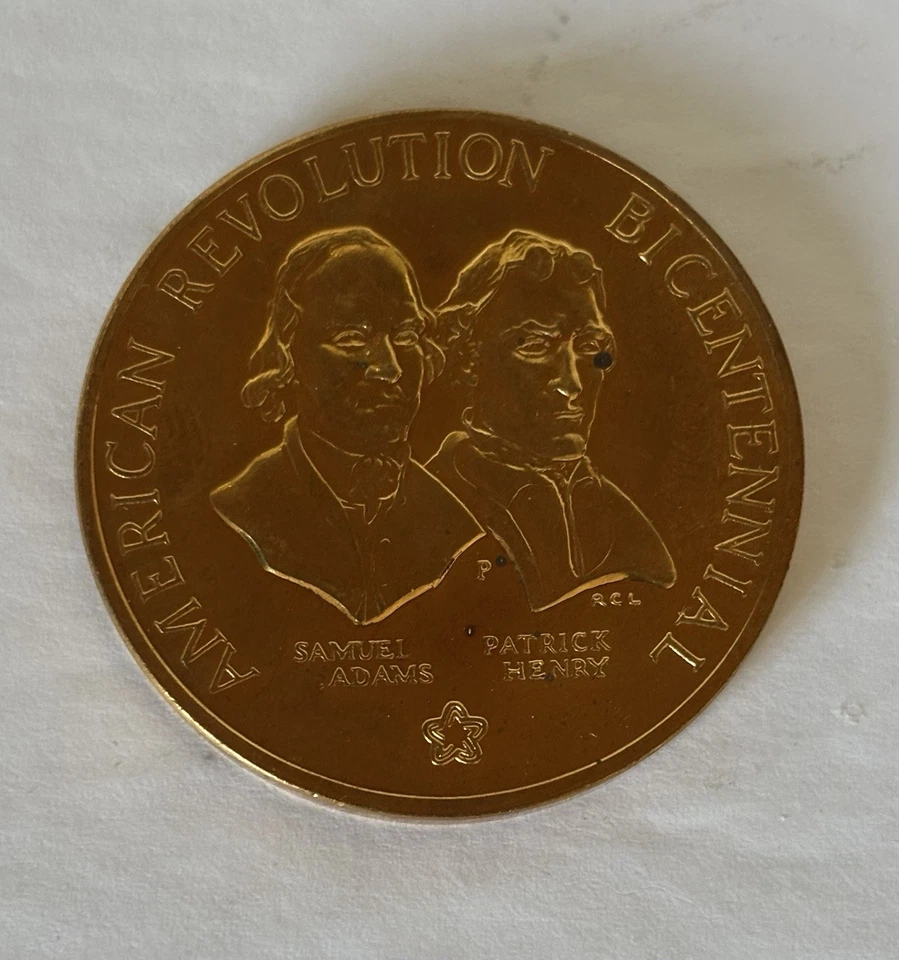 AMERICAN REVOLUTION BICENTENNIAL
P
RCL
SAMUEL
ADAMS
PATRICK
HENRY